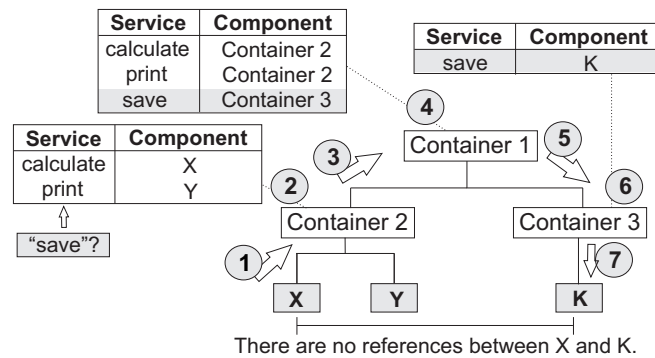 Service Component
calculate Container 2
print Container 2
save Container 3
Service Component
save K
4
Container 1
5
3
Service Component
calculate X
print Y
2
6
Container 2
Container 3
"save"?
1
7
X Y K
There are no references between X and K.